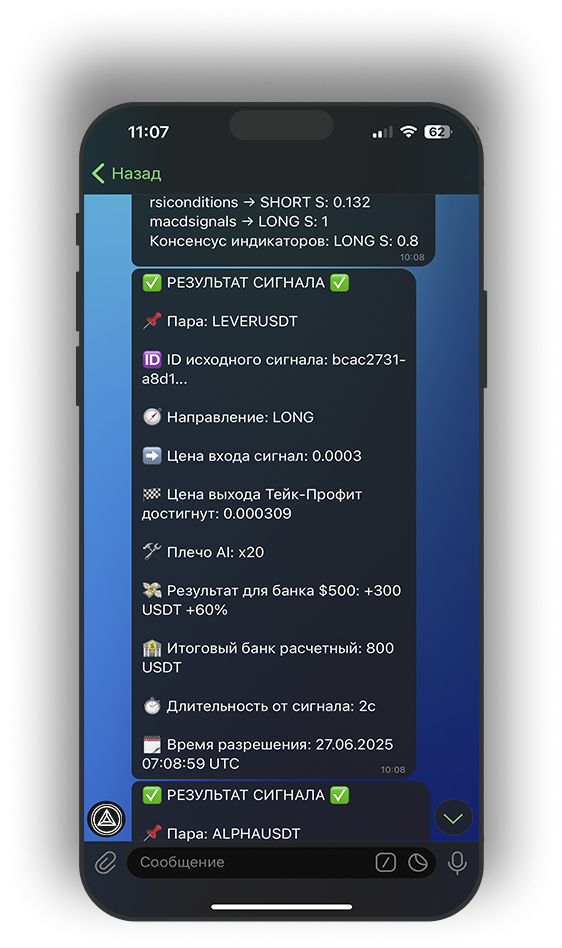 11:07
62
Назад
rsiconditions → SHORT S: 0.132
macdsignals → LONG S: 1
Консенсус индикаторов: LONG S: 0.8
10:08
✅ РЕЗУЛЬТАТ СИГНАЛА ✅
📌 Пара: LEVERUSDT
🆔 ID исходного сигнала: bcac2731-
a8d1...
🧭 Направление: LONG
➡️ Цена входа сигнал: 0.0003
🏁 Цена выхода Тейк-Профит
достигнут: 0.000309
🛠 Плечо AI: x20
💸 Результат для банка $500: +300
USDT +60%
🏦 Итоговый банк расчетный: 800
USDT
⏱ Длительность от сигнала: 2с
🗓 Время разрешения: 27.06.2025
07:08:59 UTC
10:08
✅ РЕЗУЛЬТАТ СИГНАЛА ✅
📌 Пара: ALPHAUSDT
Сообщение